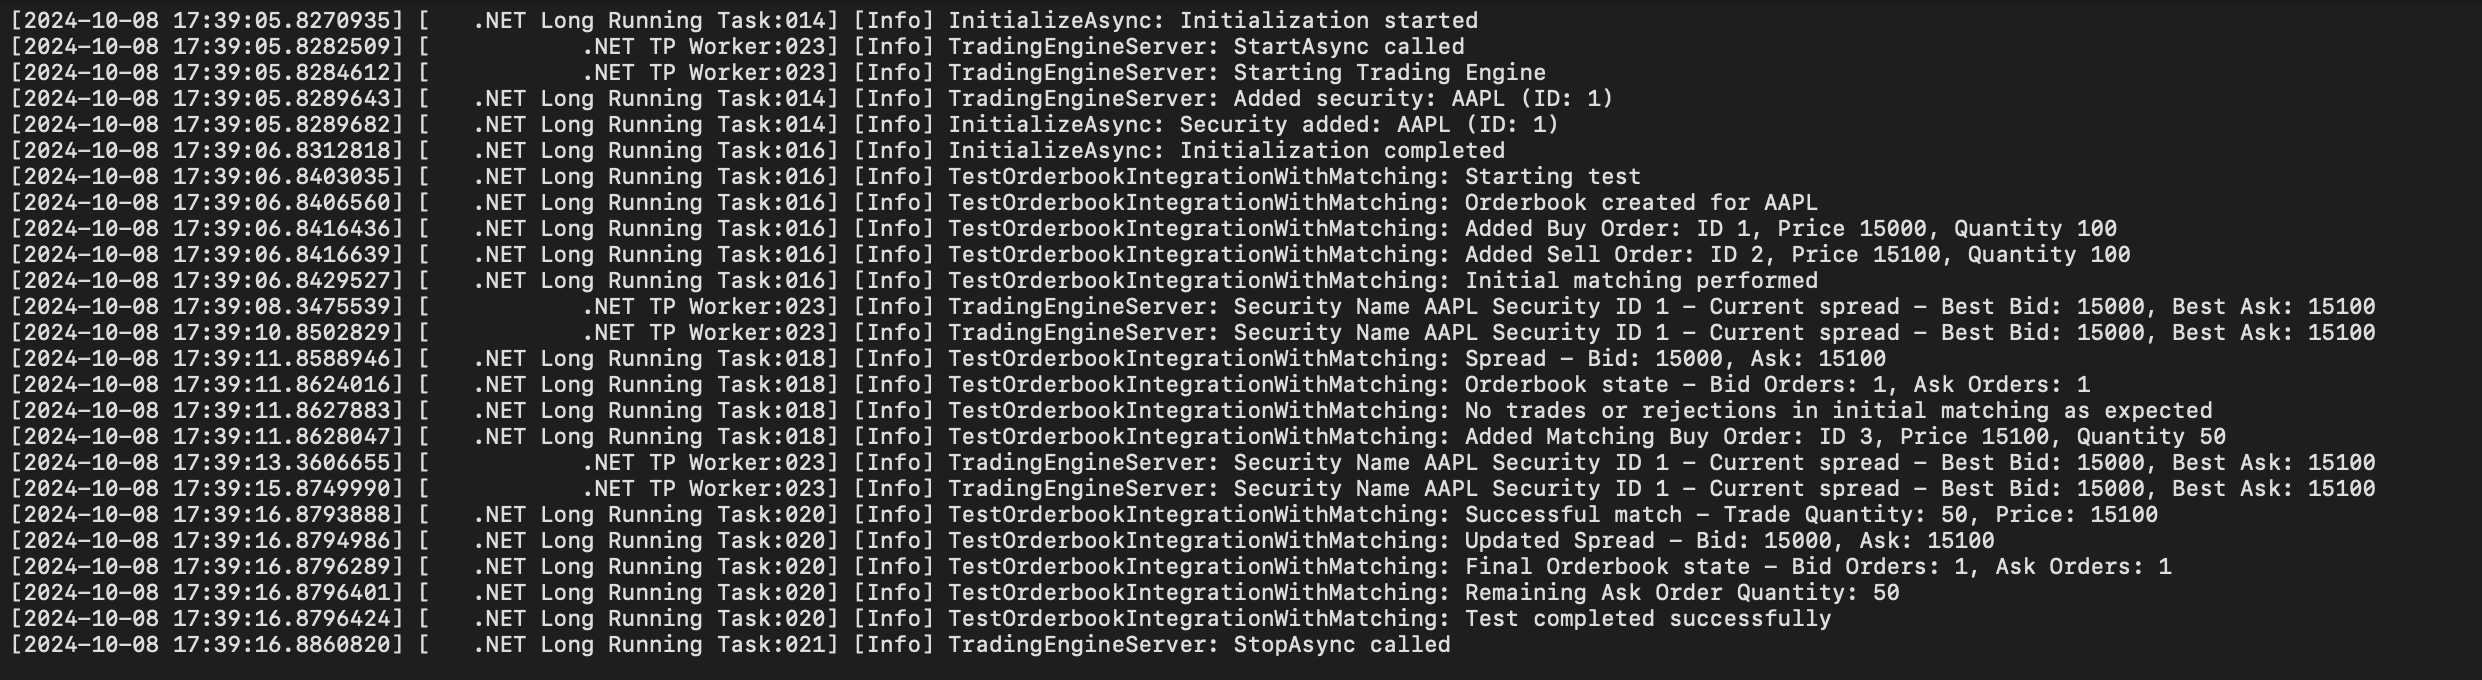 [2024-10-08 17:39:05.8270935] [   .NET Long Running Task:014] [Info] InitializeAsync: Initialization started
[2024-10-08 17:39:05.8282509] [           .NET TP Worker:023] [Info] TradingEngineServer: StartAsync called
[2024-10-08 17:39:05.8284612] [           .NET TP Worker:023] [Info] TradingEngineServer: Starting Trading Engine
[2024-10-08 17:39:05.8289643] [   .NET Long Running Task:014] [Info] TradingEngineServer: Added security: AAPL (ID: 1)
[2024-10-08 17:39:05.8289682] [   .NET Long Running Task:014] [Info] InitializeAsync: Security added: AAPL (ID: 1)
[2024-10-08 17:39:06.8312818] [   .NET Long Running Task:016] [Info] InitializeAsync: Initialization completed
[2024-10-08 17:39:06.8403035] [   .NET Long Running Task:016] [Info] TestOrderbookIntegrationWithMatching: Starting test
[2024-10-08 17:39:06.8406560] [   .NET Long Running Task:016] [Info] TestOrderbookIntegrationWithMatching: Orderbook created for AAPL
[2024-10-08 17:39:06.8416436] [   .NET Long Running Task:016] [Info] TestOrderbookIntegrationWithMatching: Added Buy Order: ID 1, Price 15000, Quantity 100
[2024-10-08 17:39:06.8416639] [   .NET Long Running Task:016] [Info] TestOrderbookIntegrationWithMatching: Added Sell Order: ID 2, Price 15100, Quantity 100
[2024-10-08 17:39:06.8429527] [   .NET Long Running Task:016] [Info] TestOrderbookIntegrationWithMatching: Initial matching performed
[2024-10-08 17:39:08.3475539] [           .NET TP Worker:023] [Info] TradingEngineServer: Security Name AAPL Security ID 1 - Current spread - Best Bid: 15000, Best Ask: 15100
[2024-10-08 17:39:10.8502829] [           .NET TP Worker:023] [Info] TradingEngineServer: Security Name AAPL Security ID 1 - Current spread - Best Bid: 15000, Best Ask: 15100
[2024-10-08 17:39:11.8588946] [   .NET Long Running Task:018] [Info] TestOrderbookIntegrationWithMatching: Spread - Bid: 15000, Ask: 15100
[2024-10-08 17:39:11.8624016] [   .NET Long Running Task:018] [Info] TestOrderbookIntegrationWithMatching: Orderbook state - Bid Orders: 1, Ask Orders: 1
[2024-10-08 17:39:11.8627883] [   .NET Long Running Task:018] [Info] TestOrderbookIntegrationWithMatching: No trades or rejections in initial matching as expected
[2024-10-08 17:39:11.8628047] [   .NET Long Running Task:018] [Info] TestOrderbookIntegrationWithMatching: Added Matching Buy Order: ID 3, Price 15100, Quantity 50
[2024-10-08 17:39:13.3606655] [           .NET TP Worker:023] [Info] TradingEngineServer: Security Name AAPL Security ID 1 - Current spread - Best Bid: 15000, Best Ask: 15100
[2024-10-08 17:39:15.8749990] [           .NET TP Worker:023] [Info] TradingEngineServer: Security Name AAPL Security ID 1 - Current spread - Best Bid: 15000, Best Ask: 15100
[2024-10-08 17:39:16.8793888] [   .NET Long Running Task:020] [Info] TestOrderbookIntegrationWithMatching: Successful match - Trade Quantity: 50, Price: 15100
[2024-10-08 17:39:16.8794986] [   .NET Long Running Task:020] [Info] TestOrderbookIntegrationWithMatching: Updated Spread - Bid: 15000, Ask: 15100
[2024-10-08 17:39:16.8796289] [   .NET Long Running Task:020] [Info] TestOrderbookIntegrationWithMatching: Final Orderbook state - Bid Orders: 1, Ask Orders: 1
[2024-10-08 17:39:16.8796401] [   .NET Long Running Task:020] [Info] TestOrderbookIntegrationWithMatching: Remaining Ask Order Quantity: 50
[2024-10-08 17:39:16.8796424] [   .NET Long Running Task:020] [Info] TestOrderbookIntegrationWithMatching: Test completed successfully
[2024-10-08 17:39:16.8860820] [   .NET Long Running Task:021] [Info] TradingEngineServer: StopAsync called